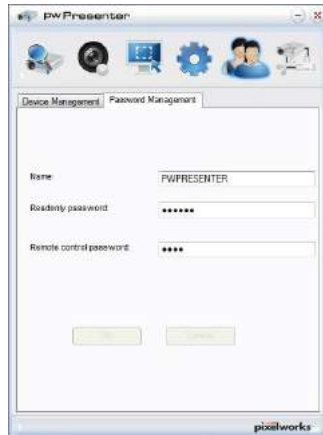 pwPresenter
Device Management Password Management
Name: PWPRESENTER
Readonly password: ••••••
Remote control password: ••••
pixelworks